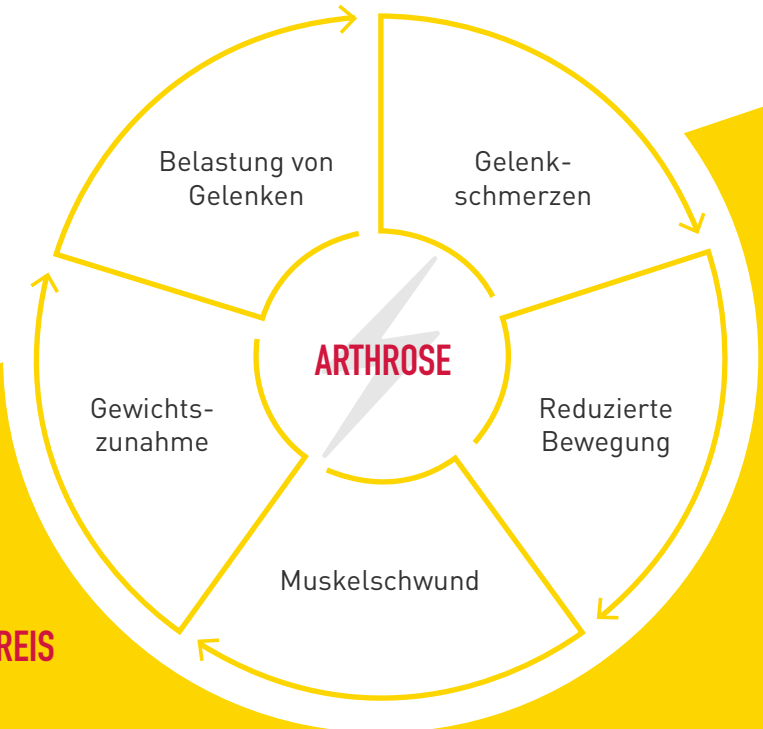 Belastung von
Gelenken
Gelenk-
schmerzen
ARTHROSE
Gewichts-
zunahme
Reduzierte
Bewegung
Muskelschwund
REIS